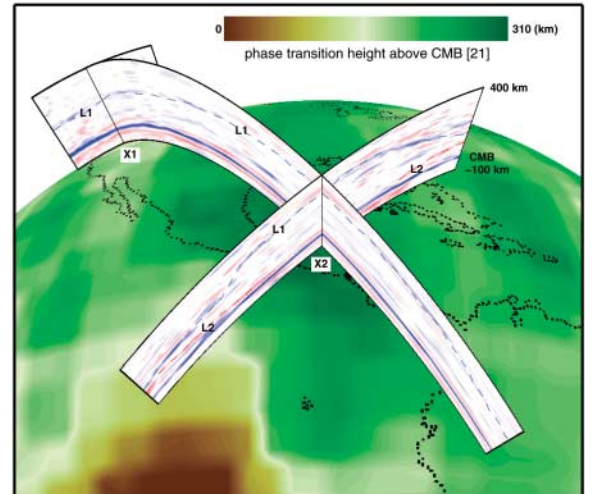 0
310 (km)
phase transition height above CMB [21]
400 km
L1
L1
X1
L2
CMB
-100 km
L1
X2
L2